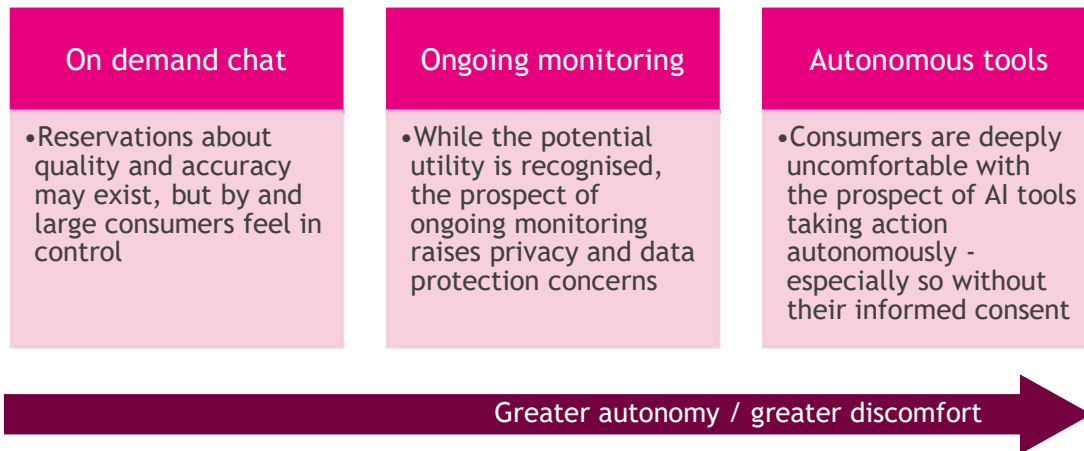 On demand chat
•Reservations about
quality and accuracy
may exist, but by and
large consumers feel in
control
Ongoing monitoring
•While the potential
utility is recognised,
the prospect of
ongoing monitoring
raises privacy and data
protection concerns
Autonomous tools
•Consumers are deeply
uncomfortable with
the prospect of AI tools
taking action
autonomously -
especially so without
their informed consent
Greater autonomy / greater discomfort